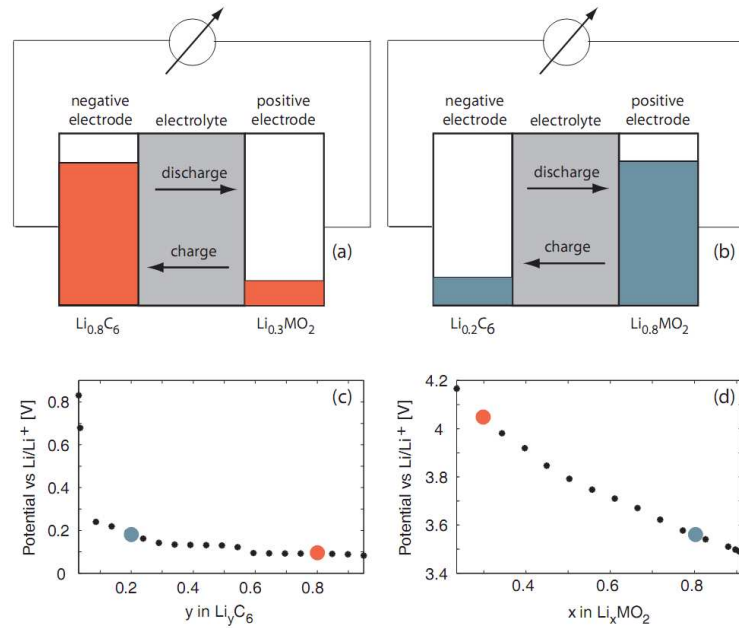 negative
electrode
electrolyte
positive
electrode
discharge
charge
(a)
Li0.8C6
Li0.3MO2
negative
electrode
electrolyte
positive
electrode
discharge
charge
(b)
Li0.2C6
Li0.8MO2
(c)
Potential vs Li/Li+ [V]
0.8
0.6
0.4
0.2
0
0.2
0.4
0.6
0.8
y in LiyC6
(d)
Potential vs Li/Li+ [V]
4.2
4
3.8
3.6
3.4
0.4
0.6
0.8
x in LixMO2